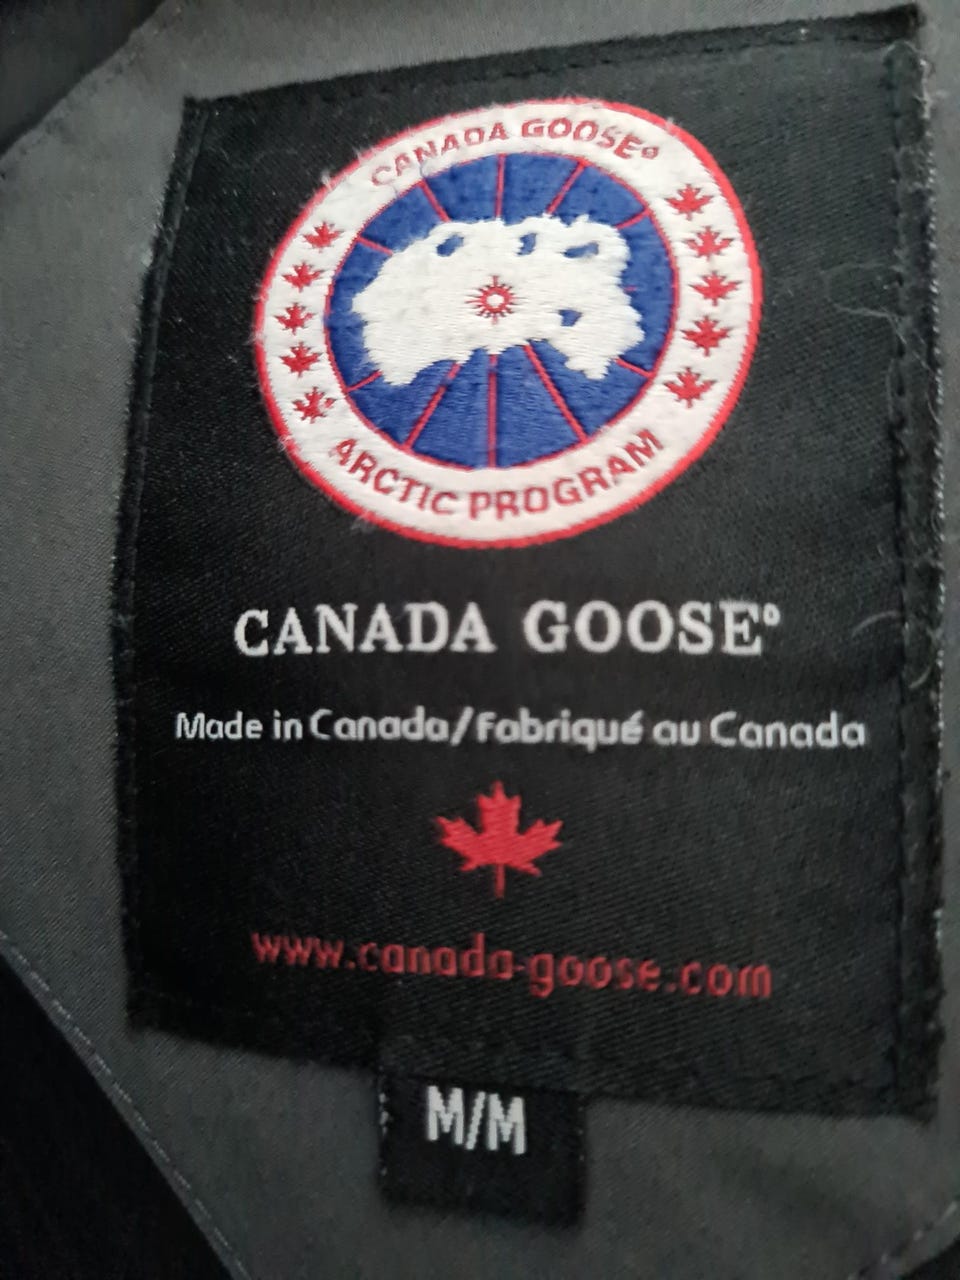 CANADA GOOSE®
ARCTIC PROGRAM
CANADA GOOSE®
Made in Canada/Fabriqué au Canada
www.canada-goose.com
M/M